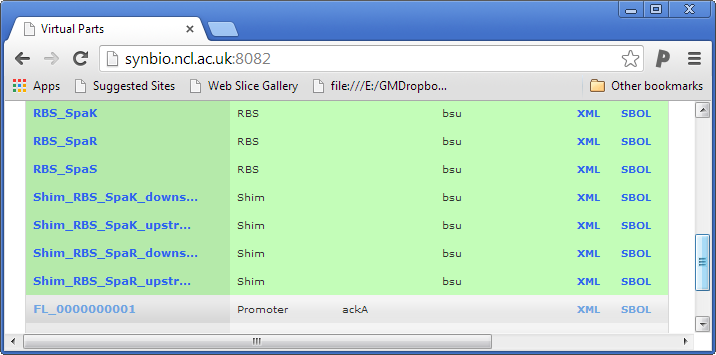 Virtual Parts
synbio.ncl.ac.uk:8082
Apps Suggested Sites Web Slice Gallery file:///E:/GMDropbo... Other bookmarks
RBS_SpaK RBS bsu XML SBOL
RBS_SpaR RBS bsu XML SBOL
RBS_SpaS RBS bsu XML SBOL
Shim_RBS_SpaK_downs... Shim bsu XML SBOL
Shim_RBS_SpaK_upstr... Shim bsu XML SBOL
Shim_RBS_SpaR_downs... Shim bsu XML SBOL
Shim_RBS_SpaR_upstr... Shim bsu XML SBOL
FL_0000000001 Promoter ackA XML SBOL